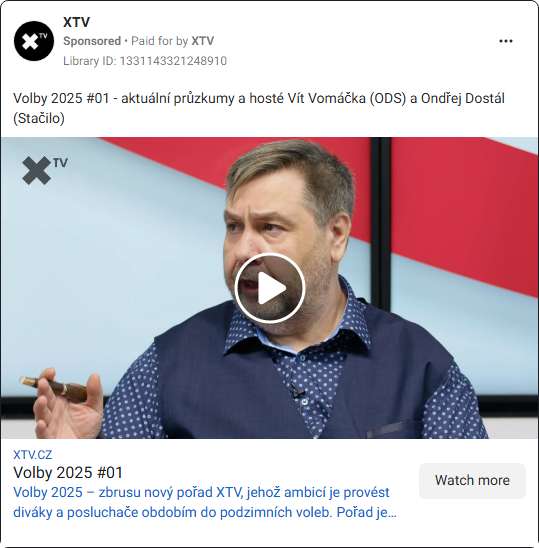 XTV
XTV
Sponsored • Paid for by XTV
Library ID: 1331143321248910
Volby 2025 #01 - aktuální průzkumy a hosté Vít Vomáčka (ODS) a Ondřej Dostál
(Stačilo)
XTV
XTV.CZ
Volby 2025 #01
Volby 2025 – zbrusu nový pořad XTV, jehož ambicí je provést
diváky a posluchače obdobím do podzimních voleb. Pořad je…
Watch more